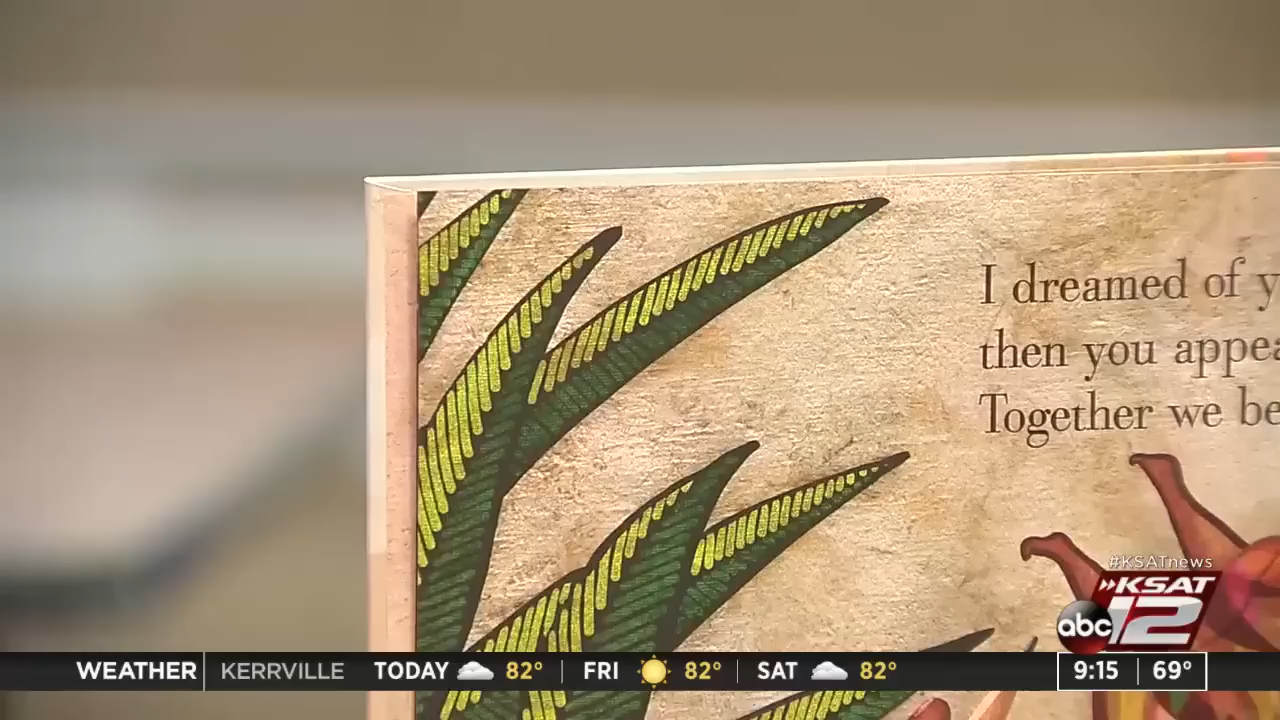 I dreamed of y
then you appea
Together we be
#KSATnews
KSAT
abc 12
WEATHER KERRVILLE TODAY 82° FRI 82° SAT 82° 9:15 69°